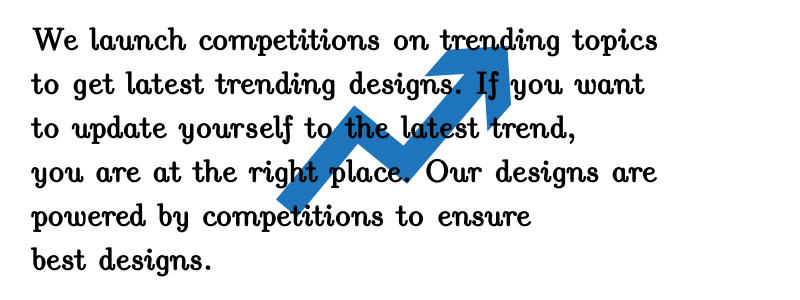 We launch competitions on trending topics
to get latest trending designs. If you want
to update yourself to the latest trend,
you are at the right place. Our designs are
powered by competitions to ensure
best designs.